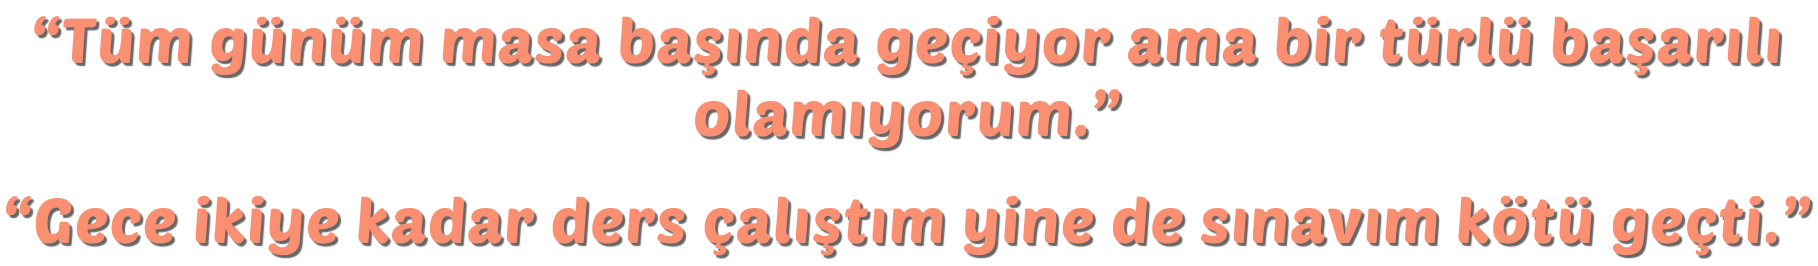 “Tüm günüm masa başında geçiyor ama bir türlü başarılı
olamıyorum.”
“Gece ikiye kadar ders çalıştım yine de sınavım kötü geçti.”